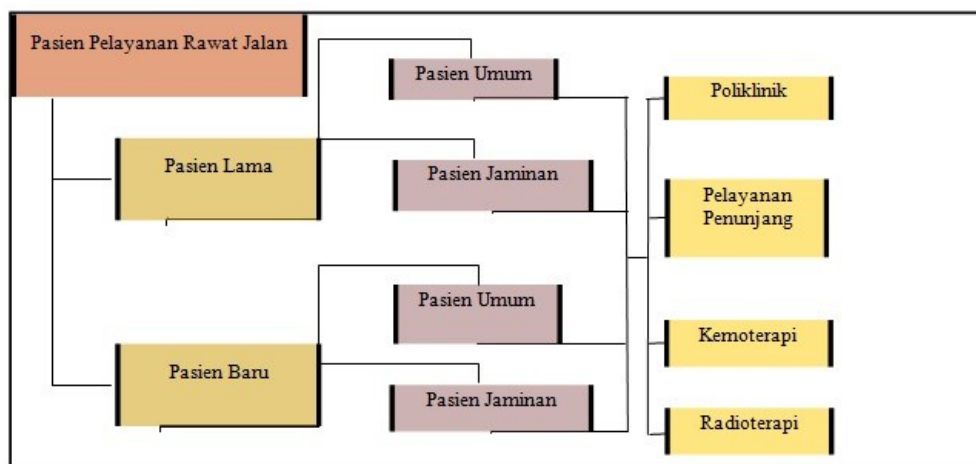 Pasien Pelayanan Rawat Jalan
Pasien Lama
Pasien Umum
Pasien Jaminan
Pasien Baru
Pasien Umum
Pasien Jaminan
Poliklinik
Pelayanan
Penunjang
Kemoterapi
Radioterapi